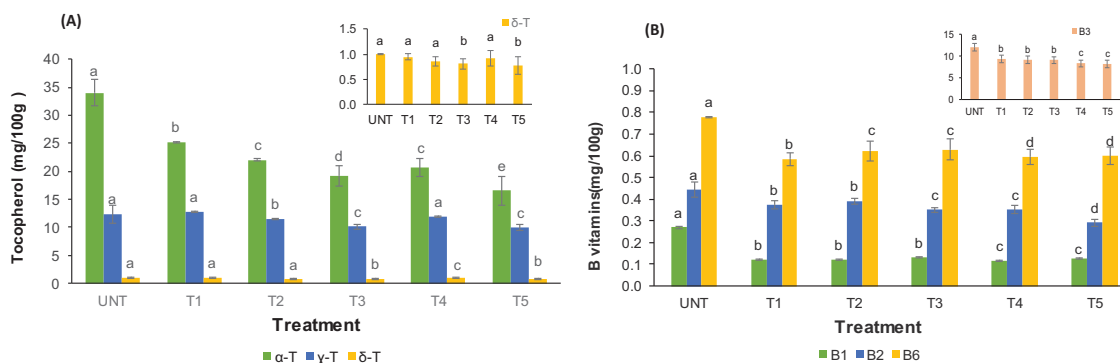 (A)
δ-T
1.5
1.0
0.5
0.0
a a a b a b
UNT T1 T2 T3 T4 T5
Tocopherol (mg/100g )
40
35
30
25
20
15
10
5
0
a a a
b a a
c b a
d c b
c a c
e c b
UNT T1 T2 T3 T4 T5
Treatment
α-T γ-T δ-T
(B)
B3
15
10
5
0
a b b b c c
UNT T1 T2 T3 T4 T5
B vitamins(mg/100g)
1.0
0.9
0.8
0.7
0.6
0.5
0.4
0.3
0.2
0.1
0.0
a a a
b b b
b b c
b c c
c c d
b d d
UNT T1 T2 T3 T4 T5
Treatment
B1 B2 B6